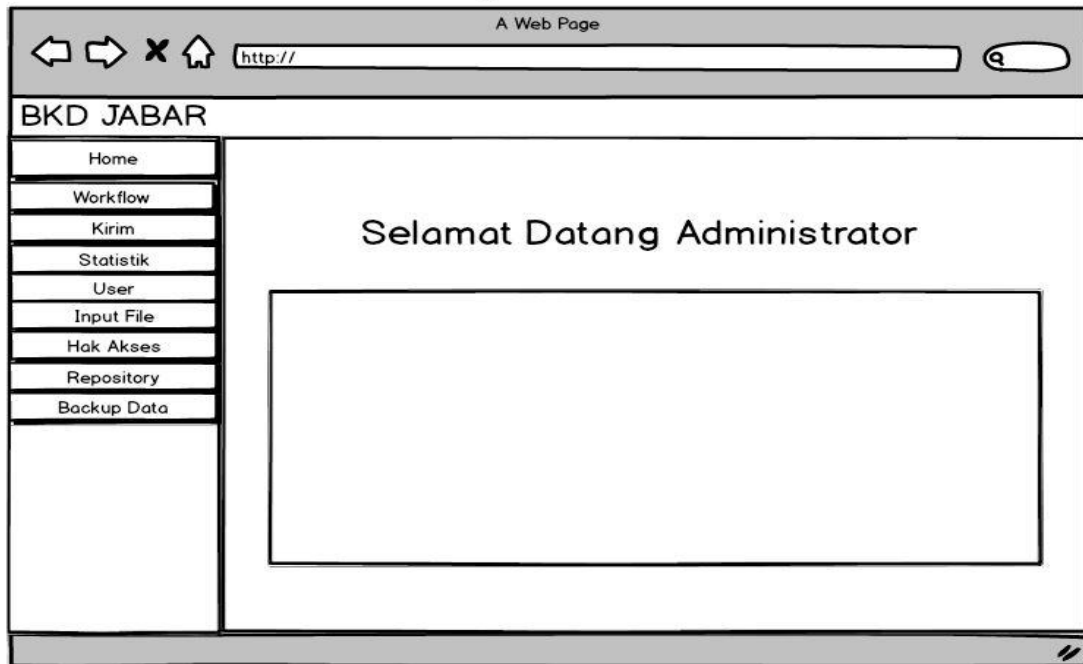 A Web Page
http://
BKD JABAR
Home
Workflow
Kirim
Statistik
User
Input File
Hak Akses
Repository
Backup Data
Selamat Datang Administrator